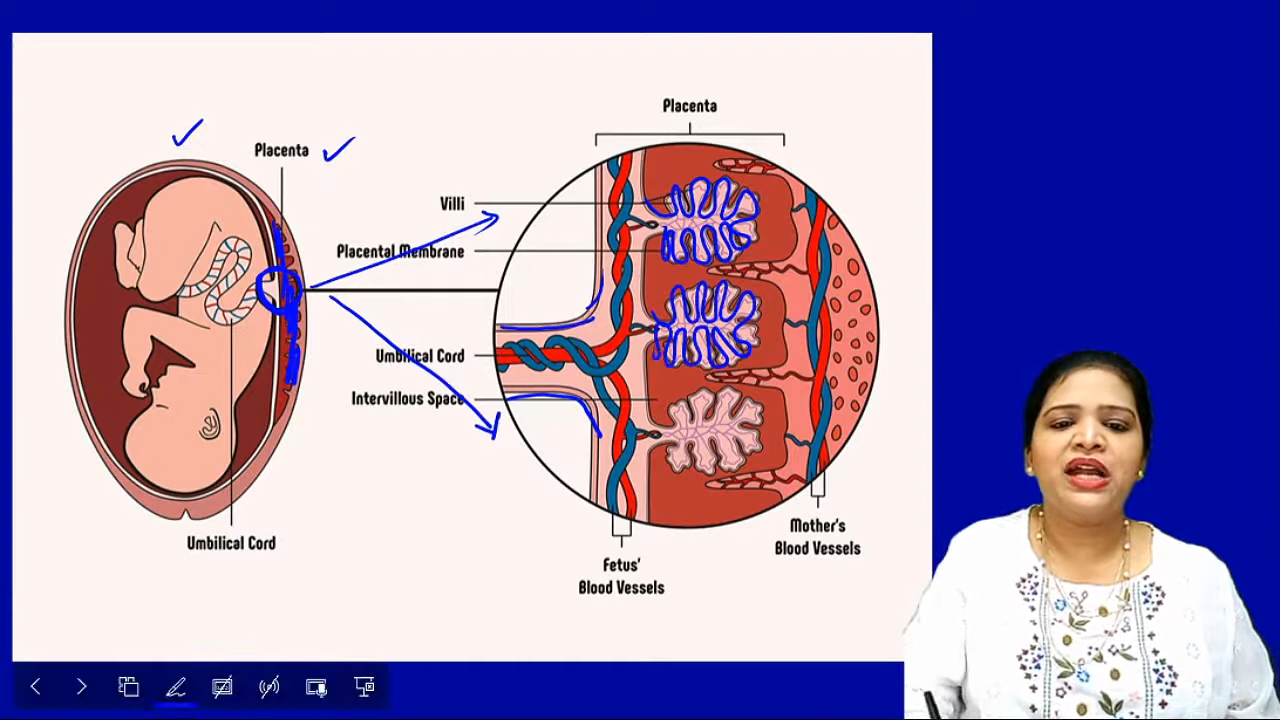 Placenta
Placenta
Villi
Placental Membrane
Umbilical Cord
Intervillous Space
Umbilical Cord
Fetus'
Blood Vessels
Mother's
Blood Vessels